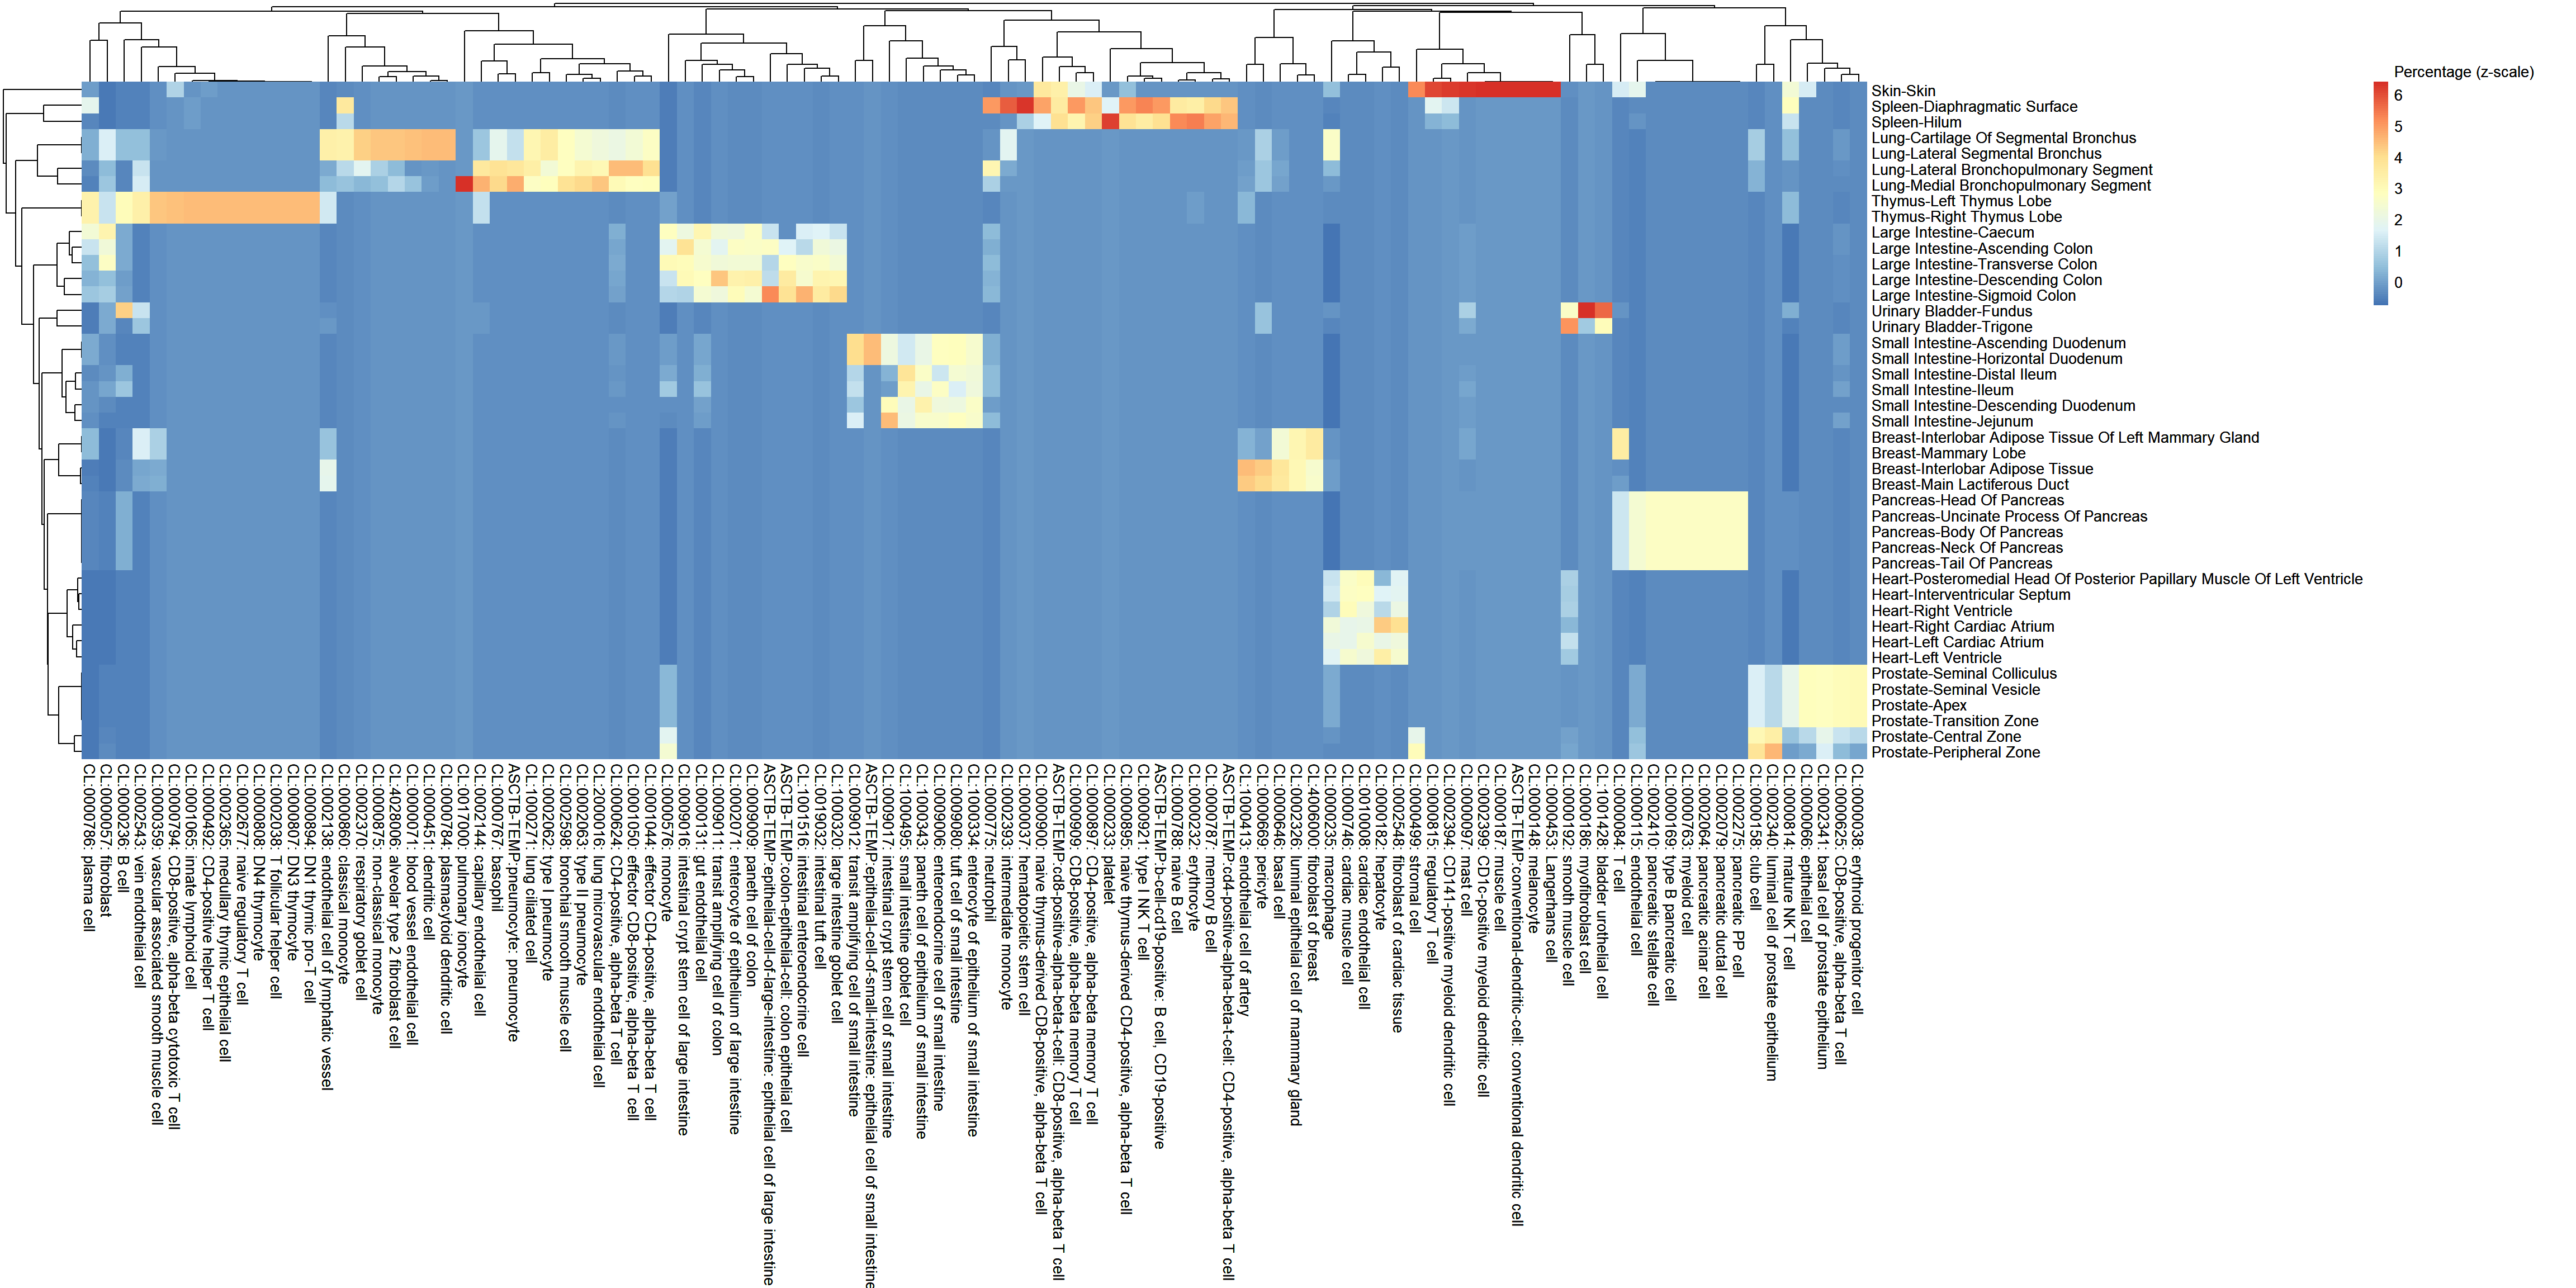 Percentage (z-scale)
6
5
4
3
2
1
0
Skin-Skin
Spleen-Diaphragmatic Surface
Spleen-Hilum
Lung-Cartilage Of Segmental Bronchus
Lung-Lateral Segmental Bronchus
Lung-Lateral Bronchopulmonary Segment
Lung-Medial Bronchopulmonary Segment
Thymus-Left Thymus Lobe
Thymus-Right Thymus Lobe
Large Intestine-Caecum
Large Intestine-Ascending Colon
Large Intestine-Transverse Colon
Large Intestine-Descending Colon
Large Intestine-Sigmoid Colon
Urinary Bladder-Fundus
Urinary Bladder-Trigone
Small Intestine-Ascending Duodenum
Small Intestine-Horizontal Duodenum
Small Intestine-Distal Ileum
Small Intestine-Ileum
Small Intestine-Descending Duodenum
Small Intestine-Jejunum
Breast-Interlobar Adipose Tissue Of Left Mammary Gland
Breast-Mammary Lobe
Breast-Interlobar Adipose Tissue
Breast-Main Lactiferous Duct
Pancreas-Head Of Pancreas
Pancreas-Uncinate Process Of Pancreas
Pancreas-Body Of Pancreas
Pancreas-Neck Of Pancreas
Pancreas-Tail Of Pancreas
Heart-Posteromedial Head Of Posterior Papillary Muscle Of Left Ventricle
Heart-Interventricular Septum
Heart-Right Ventricle
Heart-Right Cardiac Atrium
Heart-Left Cardiac Atrium
Heart-Left Ventricle
Prostate-Seminal Colliculus
Prostate-Seminal Vesicle
Prostate-Apex
Prostate-Transition Zone
Prostate-Central Zone
Prostate-Peripheral Zone
CL:0000786: plasma cell
CL:0000057: fibroblast
CL:0000236: B cell
CL:0002543: vein endothelial cell
CL:0000359: vascular associated smooth muscle cell
CL:0000794: CD8-positive, alpha-beta cytotoxic T cell
CL:0001065: innate lymphoid cell
CL:0000492: CD4-positive helper T cell
CL:0002365: medullary thymic epithelial cell
CL:0002677: naive regulatory T cell
CL:0000808: DN4 thymocyte
CL:0002038: T follicular helper cell
CL:0000807: DN3 thymocyte
CL:0000894: DN1 thymic pro-T cell
CL:0002138: endothelial cell of lymphatic vessel
CL:0000860: classical monocyte
CL:0002370: respiratory goblet cell
CL:0000875: non-classical monocyte
CL:4028006: alveolar type 2 fibroblast cell
CL:0000071: blood vessel endothelial cell
CL:0000451: dendritic cell
CL:0000784: plasmacytoid dendritic cell
CL:0017000: pulmonary ionocyte
CL:0002144: capillary endothelial cell
CL:0000767: basophil
ASCTB-TEMP:pneumocyte: pneumocyte
CL:1000271: lung ciliated cell
CL:0002062: type I pneumocyte
CL:0002598: bronchial smooth muscle cell
CL:0002063: type II pneumocyte
CL:2000016: lung microvascular endothelial cell
CL:0000624: CD4-positive, alpha-beta T cell
CL:0001050: effector CD8-positive, alpha-beta T cell
CL:0001044: effector CD4-positive, alpha-beta T cell
CL:0000576: monocyte
CL:0009016: intestinal crypt stem cell of large intestine
CL:0000131: gut endothelial cell
CL:0009011: transit amplifying cell of colon
CL:0002071: enterocyte of epithelium of large intestine
CL:0009009: paneth cell of colon
ASCTB-TEMP:epithelial-cell-of-large-intestine: epithelial cell of large intestine
ASCTB-TEMP:colon-epithelial-cell: colon epithelial cell
CL:1001516: intestinal enteroendocrine cell
CL:0019032: intestinal tuft cell
CL:1000320: large intestine goblet cell
CL:0009012: transit amplifying cell of small intestine
ASCTB-TEMP:epithelial-cell-of-small-intestine: epithelial cell of small intestine
CL:0009017: intestinal crypt stem cell of small intestine
CL:1000495: small intestine goblet cell
CL:1000343: paneth cell of epithelium of small intestine
CL:0009006: enteroendocrine cell of small intestine
CL:0009080: tuft cell of small intestine
CL:1000334: enterocyte of epithelium of small intestine
CL:0000775: neutrophil
CL:0002393: intermediate monocyte
CL:0000037: hematopoietic stem cell
CL:0000900: naive thymus-derived CD8-positive, alpha-beta T cell
ASCTB-TEMP:cd8-positive-alpha-beta-t-cell: CD8-positive, alpha-beta T cell
CL:0000909: CD8-positive, alpha-beta memory T cell
CL:0000897: CD4-positive, alpha-beta memory T cell
CL:0000233: platelet
CL:0000895: naive thymus-derived CD4-positive, alpha-beta T cell
CL:0000921: type I NK T cell
ASCTB-TEMP:b-cell-cd19-positive: B cell, CD19-positive
CL:0000788: naive B cell
CL:0000232: erythrocyte
CL:0000787: memory B cell
ASCTB-TEMP:cd4-positive-alpha-beta-t-cell: CD4-positive, alpha-beta T cell
CL:1000413: endothelial cell of artery
CL:0000669: pericyte
CL:0000646: basal cell
CL:0002326: luminal epithelial cell of mammary gland
CL:4006000: fibroblast of breast
CL:0000235: macrophage
CL:0000746: cardiac muscle cell
CL:0010008: cardiac endothelial cell
CL:0000182: hepatocyte
CL:0002548: fibroblast of cardiac tissue
CL:0000499: stromal cell
CL:0000815: regulatory T cell
CL:0002394: CD141-positive myeloid dendritic cell
CL:0000097: mast cell
CL:0002399: CD1c-positive myeloid dendritic cell
CL:0000187: muscle cell
ASCTB-TEMP:conventional-dendritic-cell: conventional dendritic cell
CL:0000148: melanocyte
CL:0000453: Langerhans cell
CL:0000192: smooth muscle cell
CL:0000186: myofibroblast cell
CL:1001428: bladder urothelial cell
CL:0000084: T cell
CL:0000115: endothelial cell
CL:0002410: pancreatic stellate cell
CL:0000169: type B pancreatic cell
CL:0000763: myeloid cell
CL:0002064: pancreatic acinar cell
CL:0002079: pancreatic ductal cell
CL:0002275: pancreatic PP cell
CL:0000158: club cell
CL:0002340: luminal cell of prostate epithelium
CL:0000814: mature NK T cell
CL:0000066: epithelial cell
CL:0002341: basal cell of prostate epithelium
CL:0000625: CD8-positive, alpha-beta T cell
CL:0000038: erythroid progenitor cell